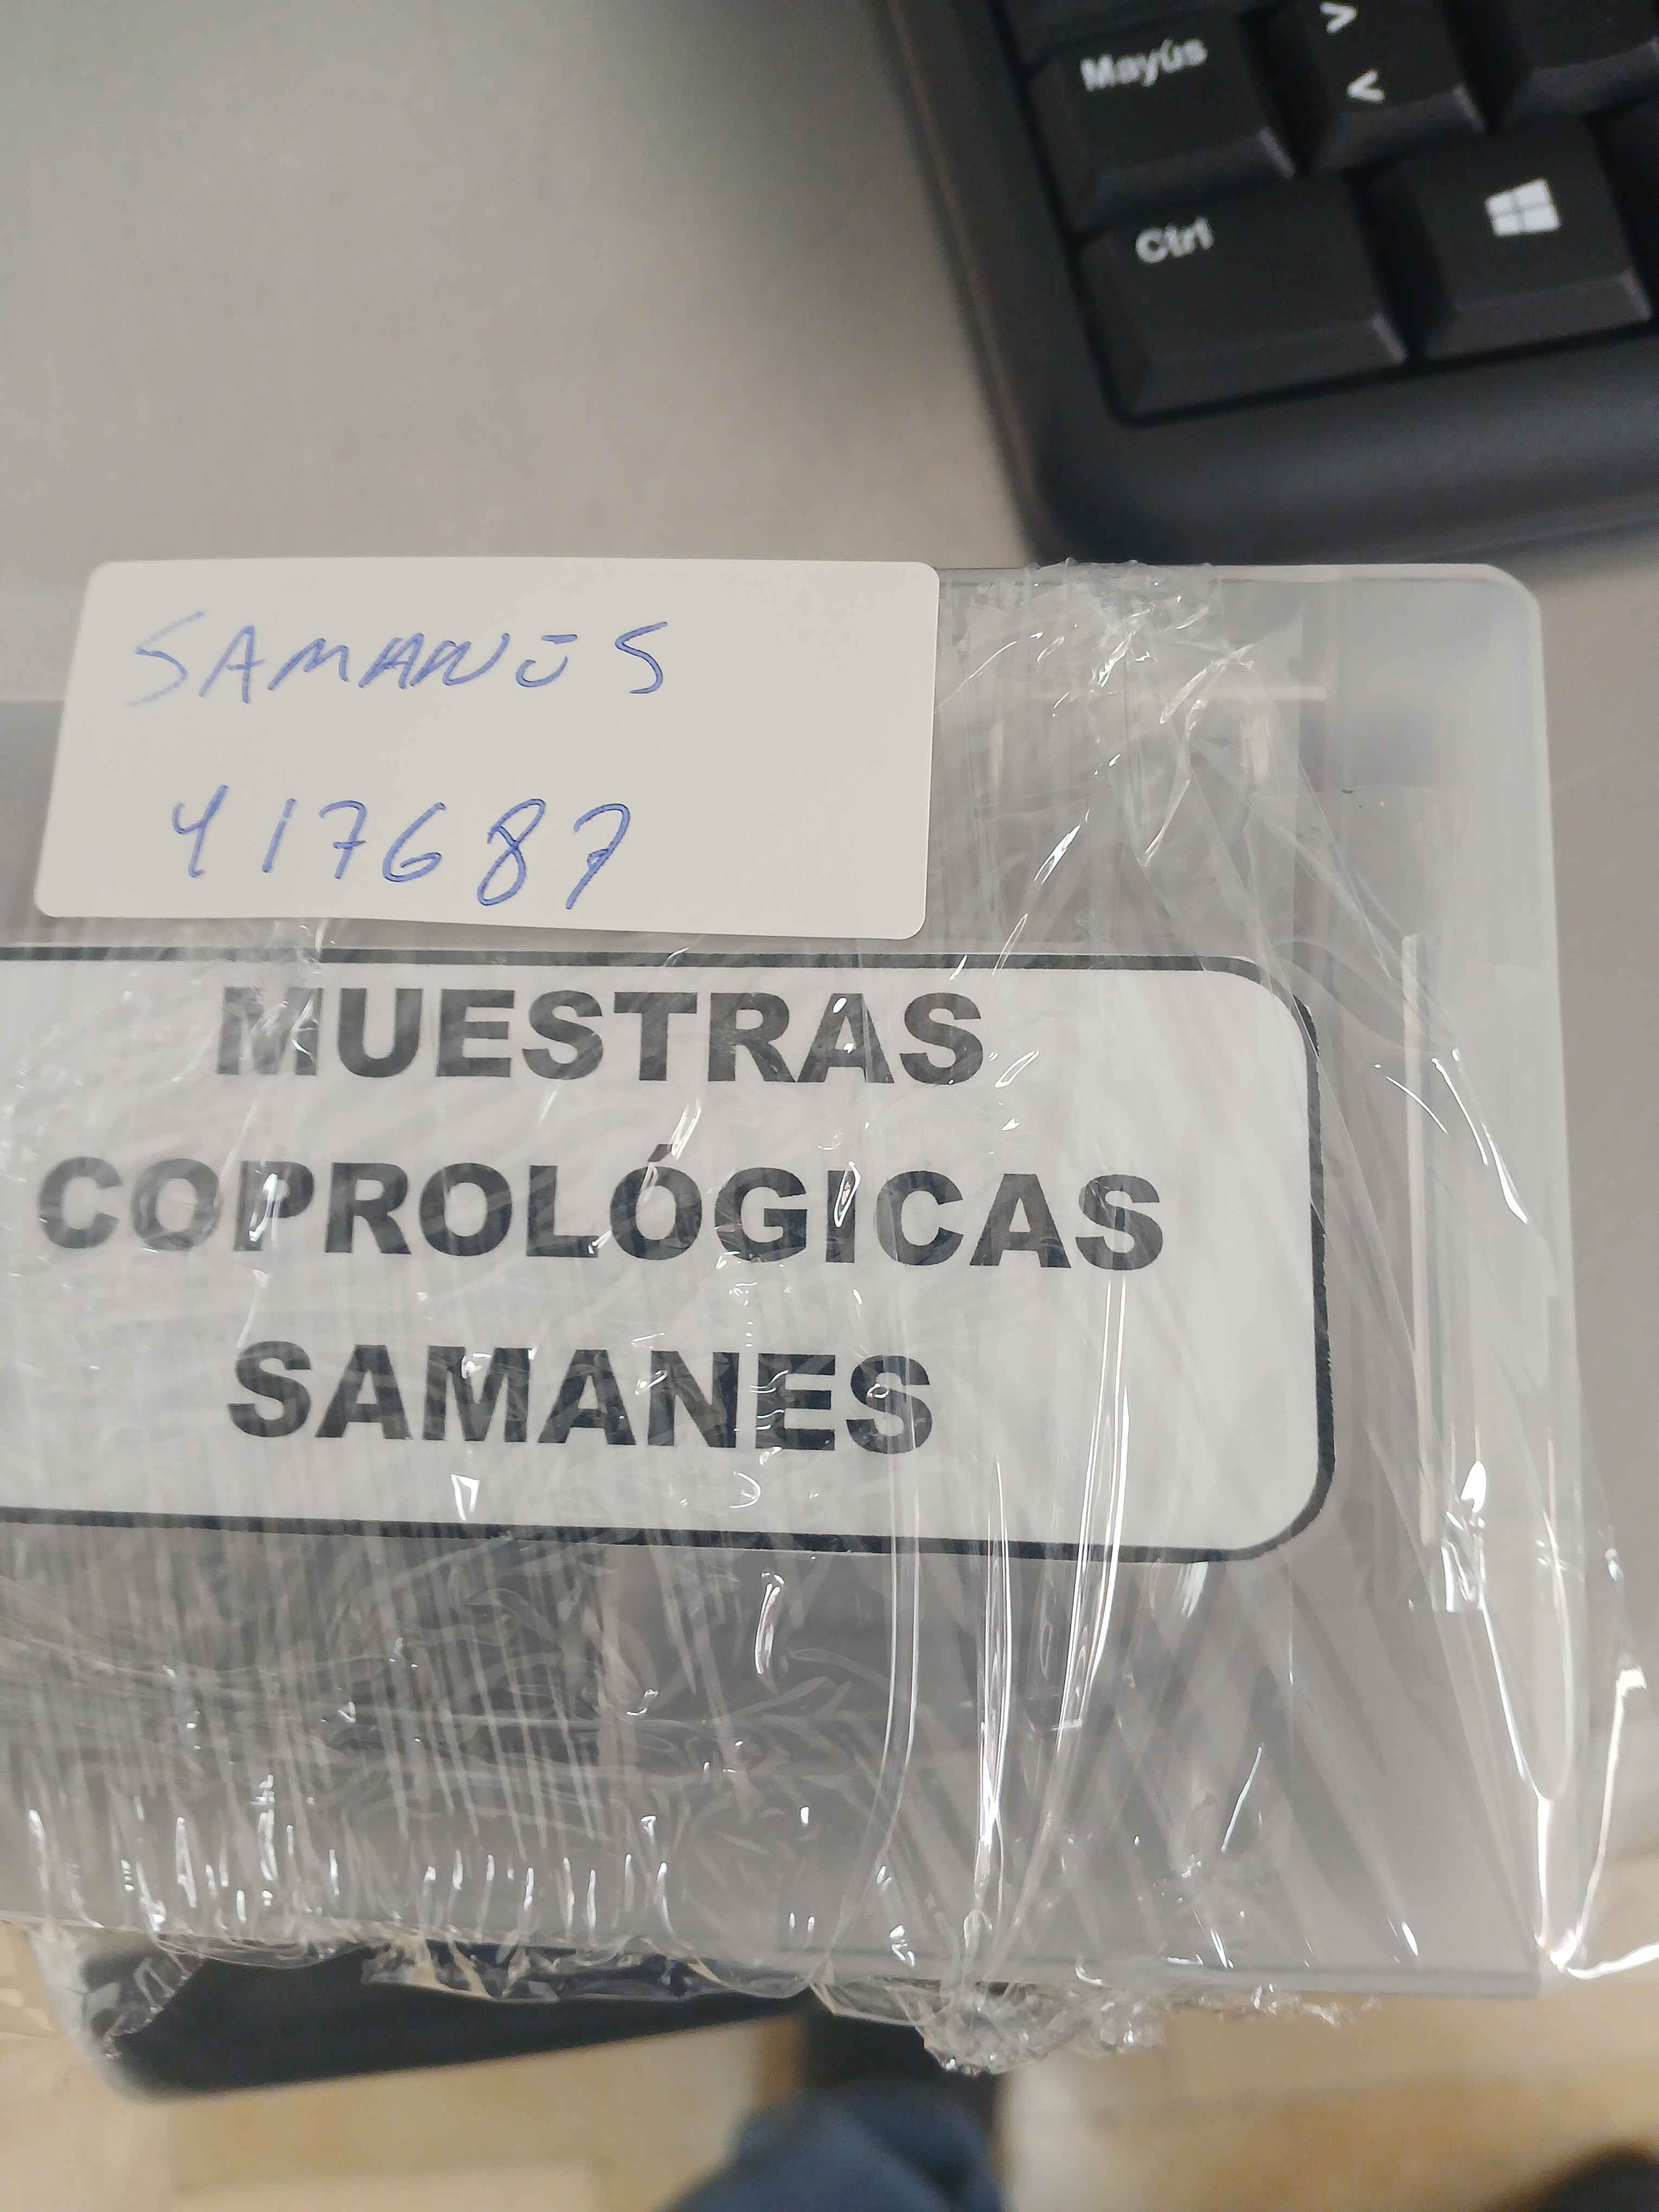 Mayús
>
<
Ctrl
SAMANES
417687
MUESTRAS
COPROLÓGICAS
SAMANES